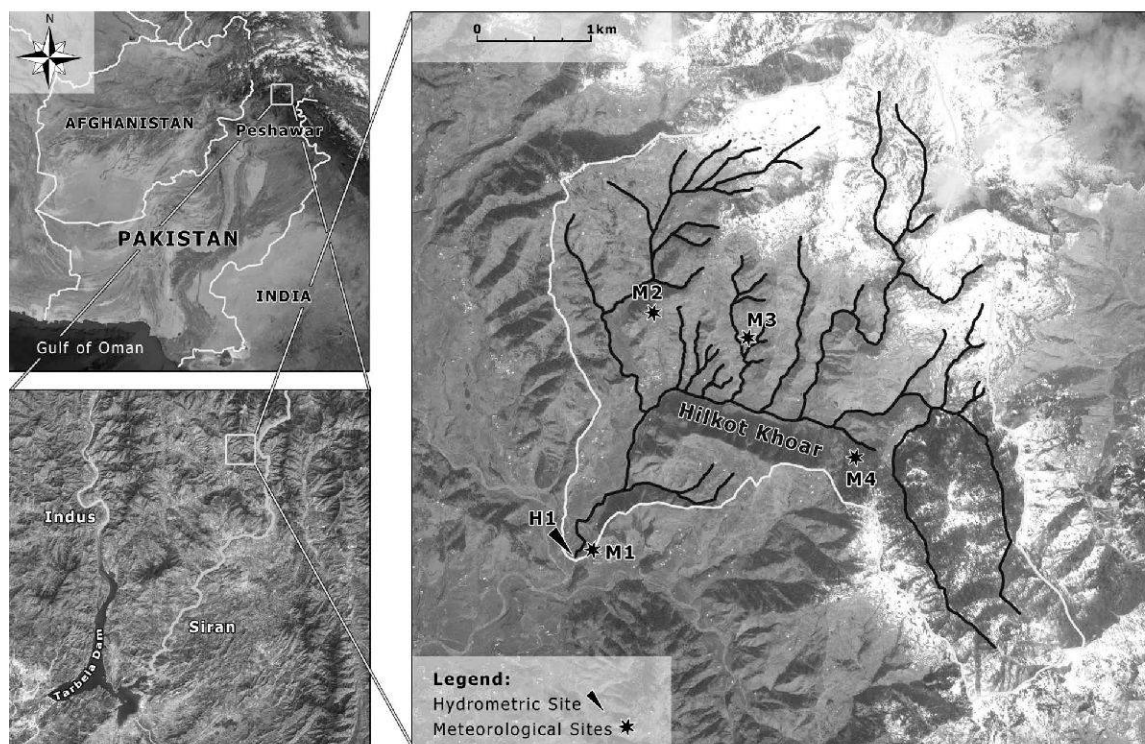 N
AFGHANISTAN
Peshawar
PAKISTAN
INDIA
Gulf of Oman
Indus
Siran
Tarbela Dam
1km
M2
M3
Hilkot Khoar
M4
H1
M1
Legend:
Hydrometric Site
Meteorological Sites